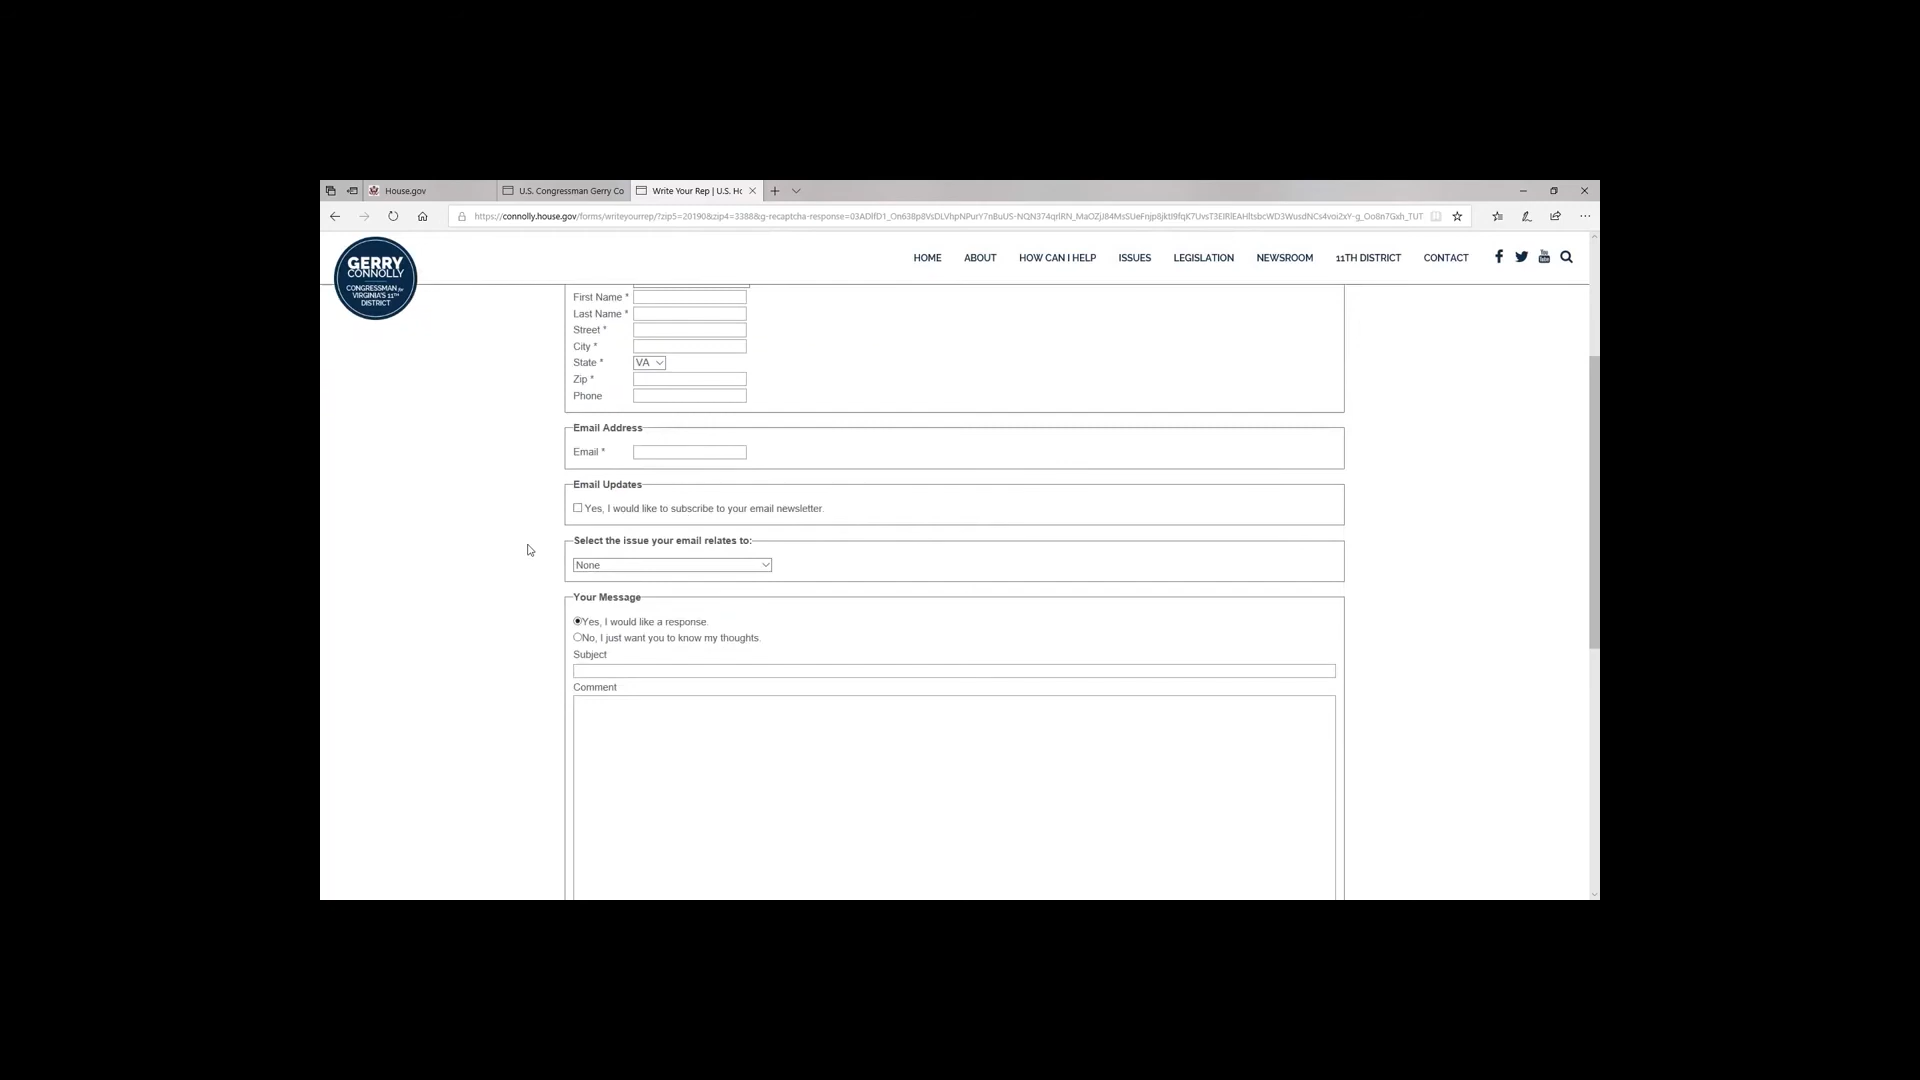 House.gov
U.S. Congressman Gerry Co
Write Your Rep | U.S. Ho
GERRY
CONNOLLY
CONGRESSMAN for
VIRGINIA'S 11TH
DISTRICT
HOME ABOUT HOW CAN I HELP ISSUES LEGISLATION NEWSROOM 11TH DISTRICT CONTACT
First Name *
Last Name *
Street *
City *
State * VA
Zip *
Phone
Email Address
Email *
Email Updates
Yes, I would like to subscribe to your email newsletter.
Select the issue your email relates to:
None
Your Message
Yes, I would like a response.
No, I just want you to know my thoughts.
Subject
Comment